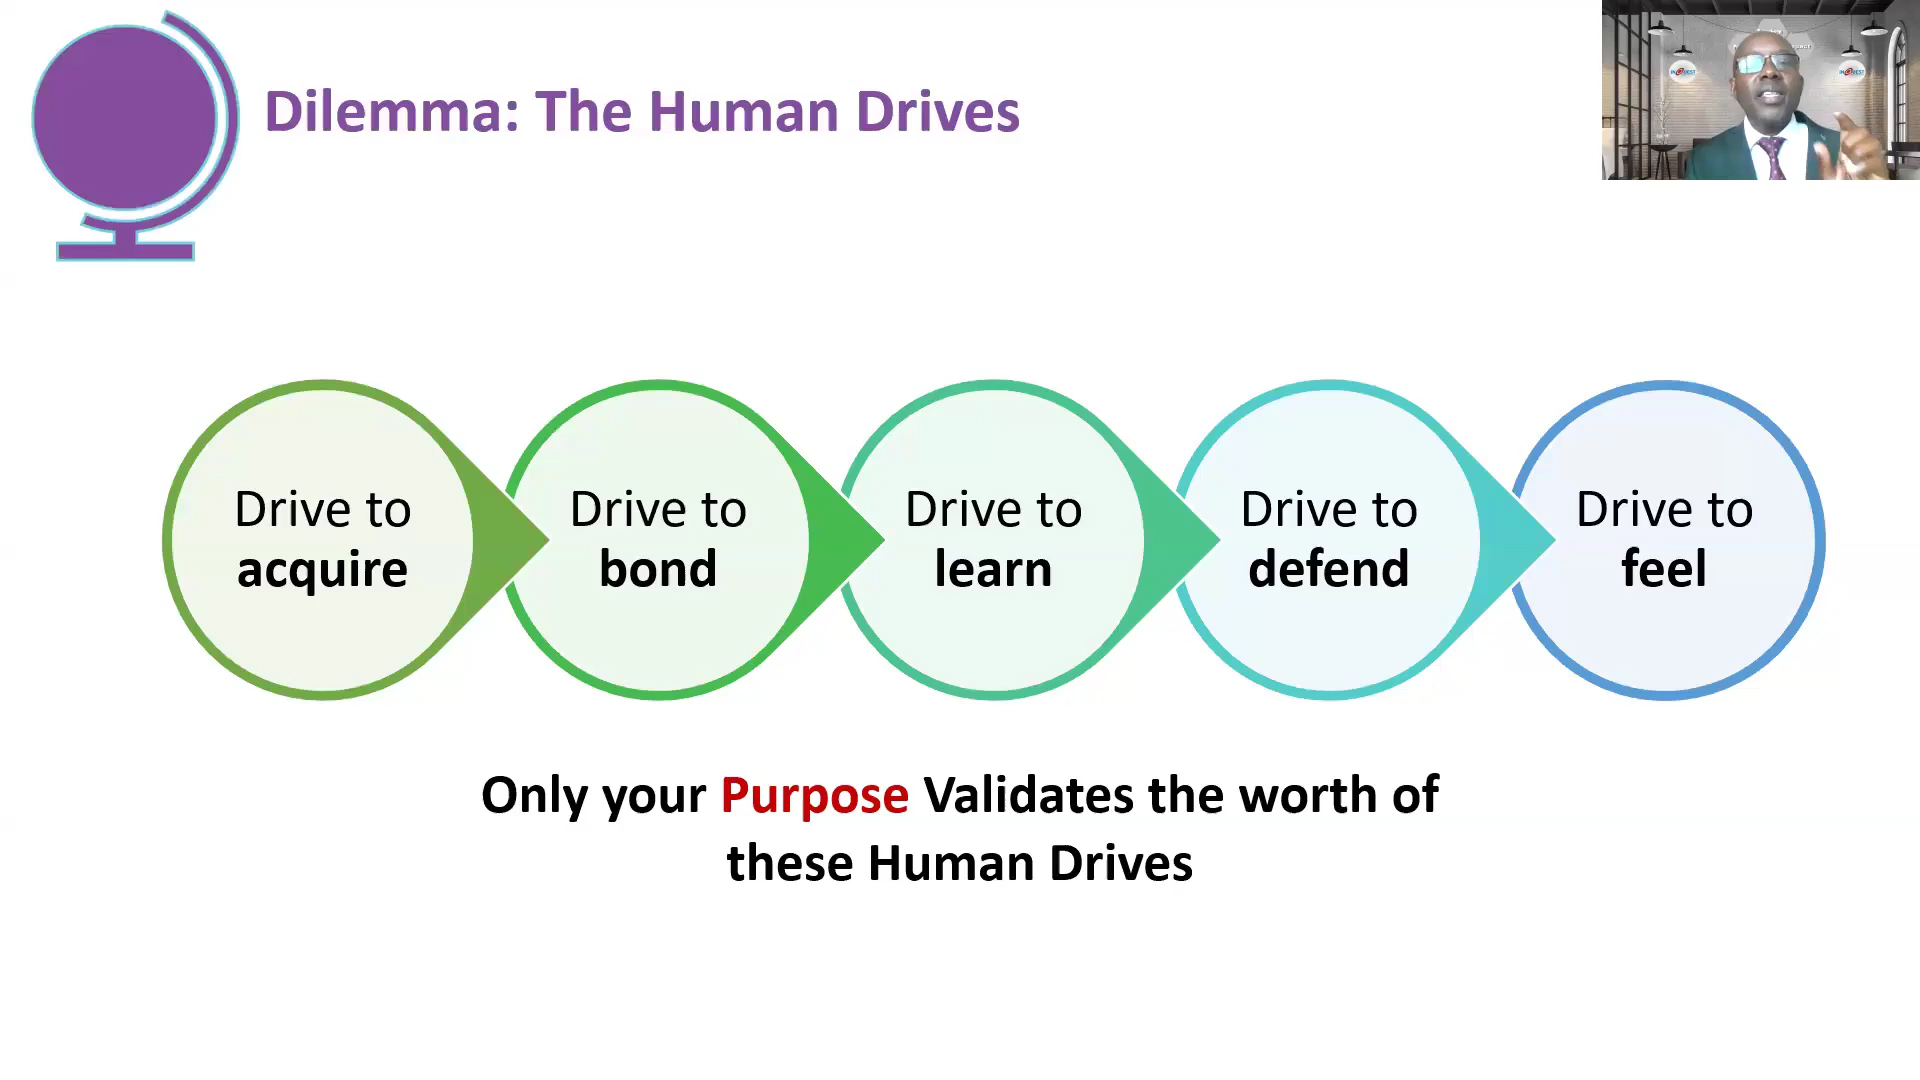 Dilemma: The Human Drives
Drive to
acquire
Drive to
bond
Drive to
learn
Drive to
defend
Drive to
feel
Only your Purpose Validates the worth of
these Human Drives